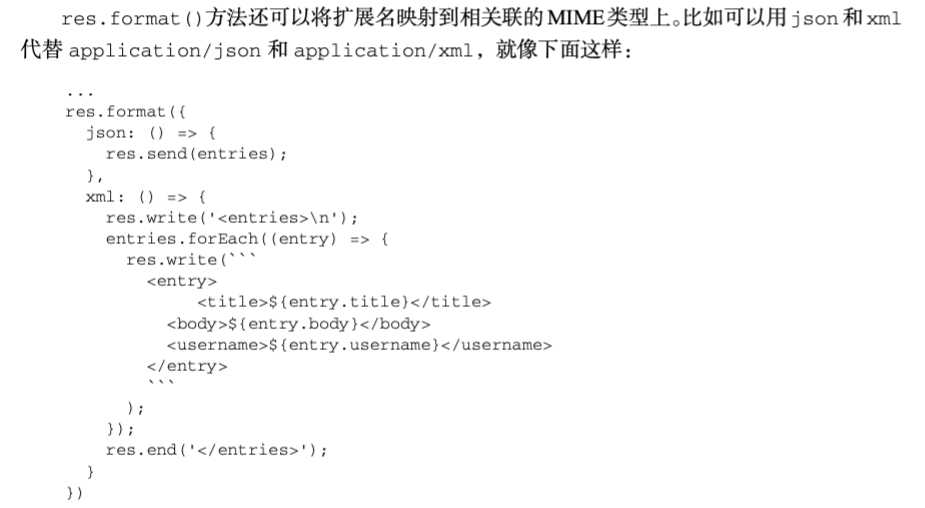 res.format()方法还可以将扩展名映射到相关联的MIME类型上。比如可以用json和xml
代替application/json和application/xml，就像下面这样：
...
res.format({
  json: () => {
    res.send(entries);
  },
  xml: () => {
    res.write('<entries>\n');
    entries.forEach((entry) => {
      res.write(```
        <entry>
             <title>${entry.title}</title>
          <body>${entry.body}</body>
          <username>${entry.username}</username>
        </entry>
        ```
      );
    });
    res.end('</entries>');
  }
})